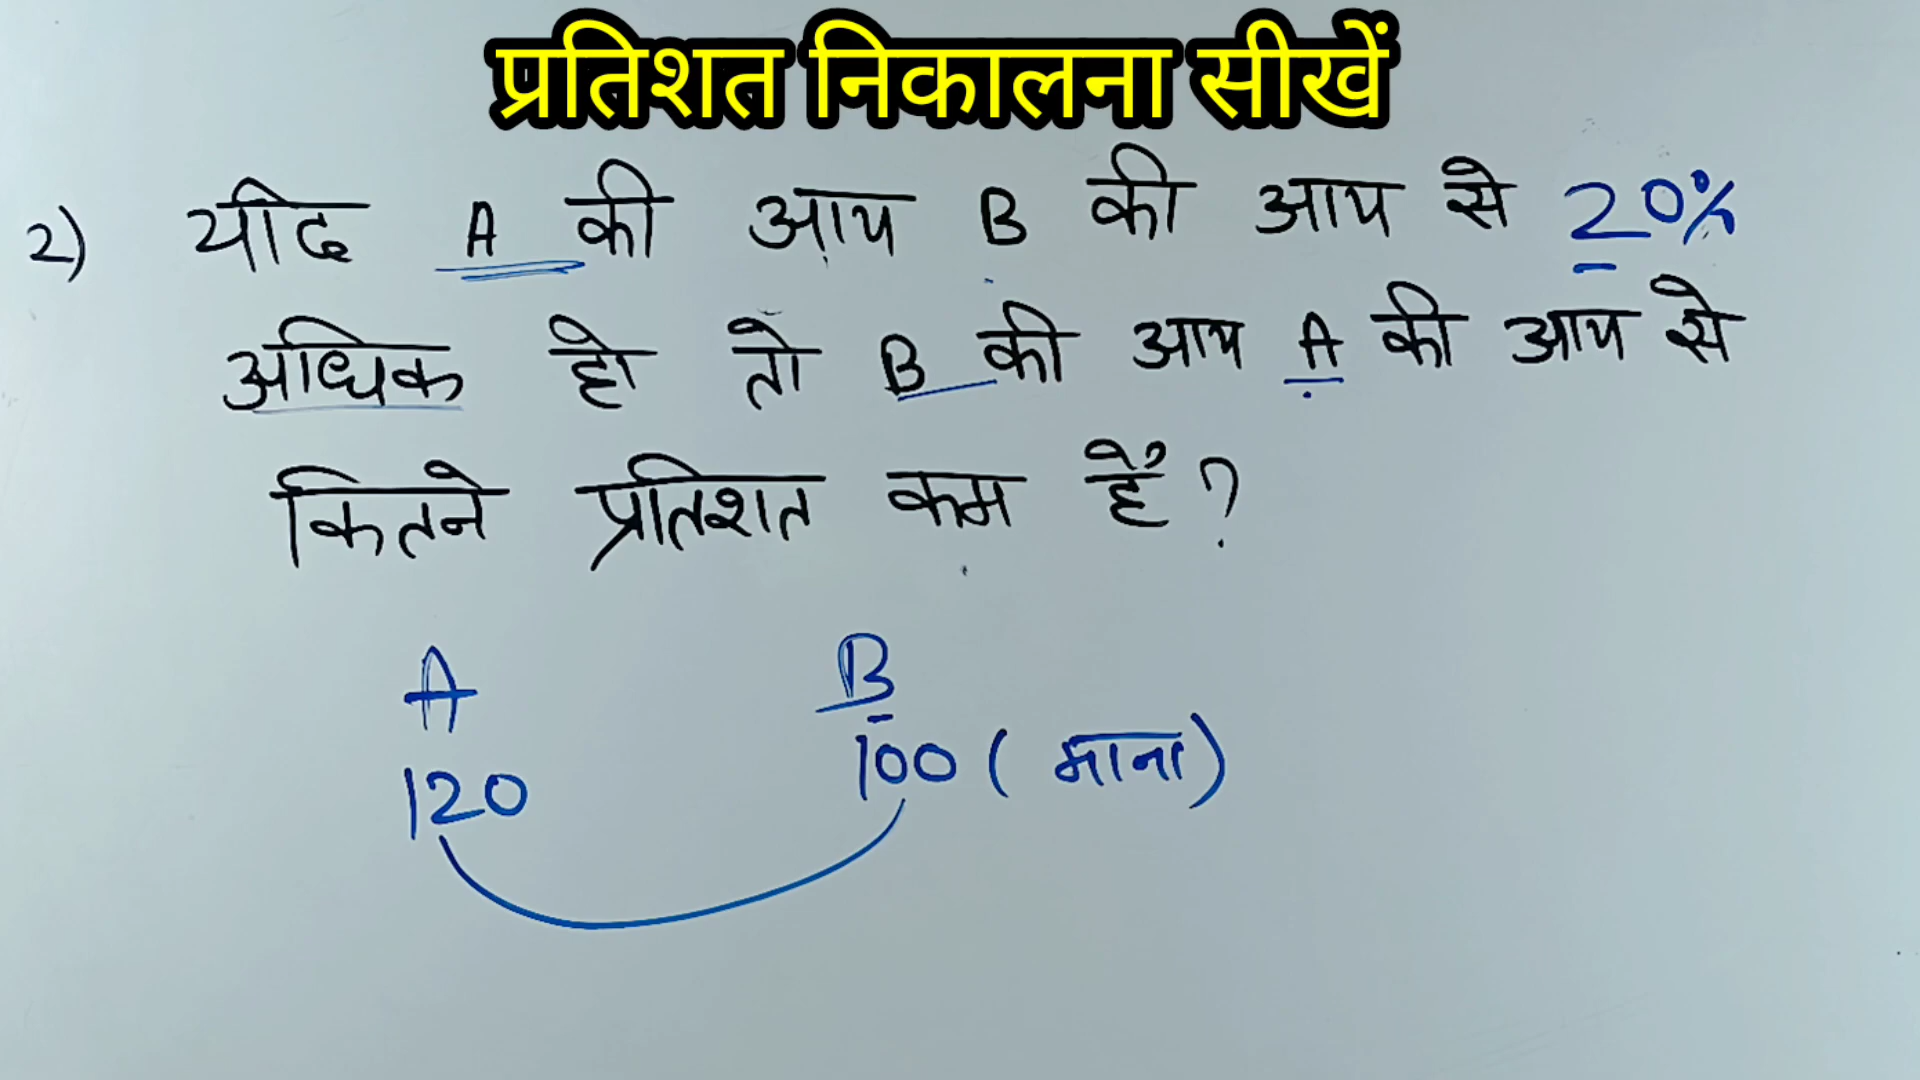 प्रतिशत निकालना सीखें
2) यदि A की आय B की आय से 20%
अधिक हो तो B की आय A की आय से
कितने प्रतिशत कम है?
A B
120 100 (माना)